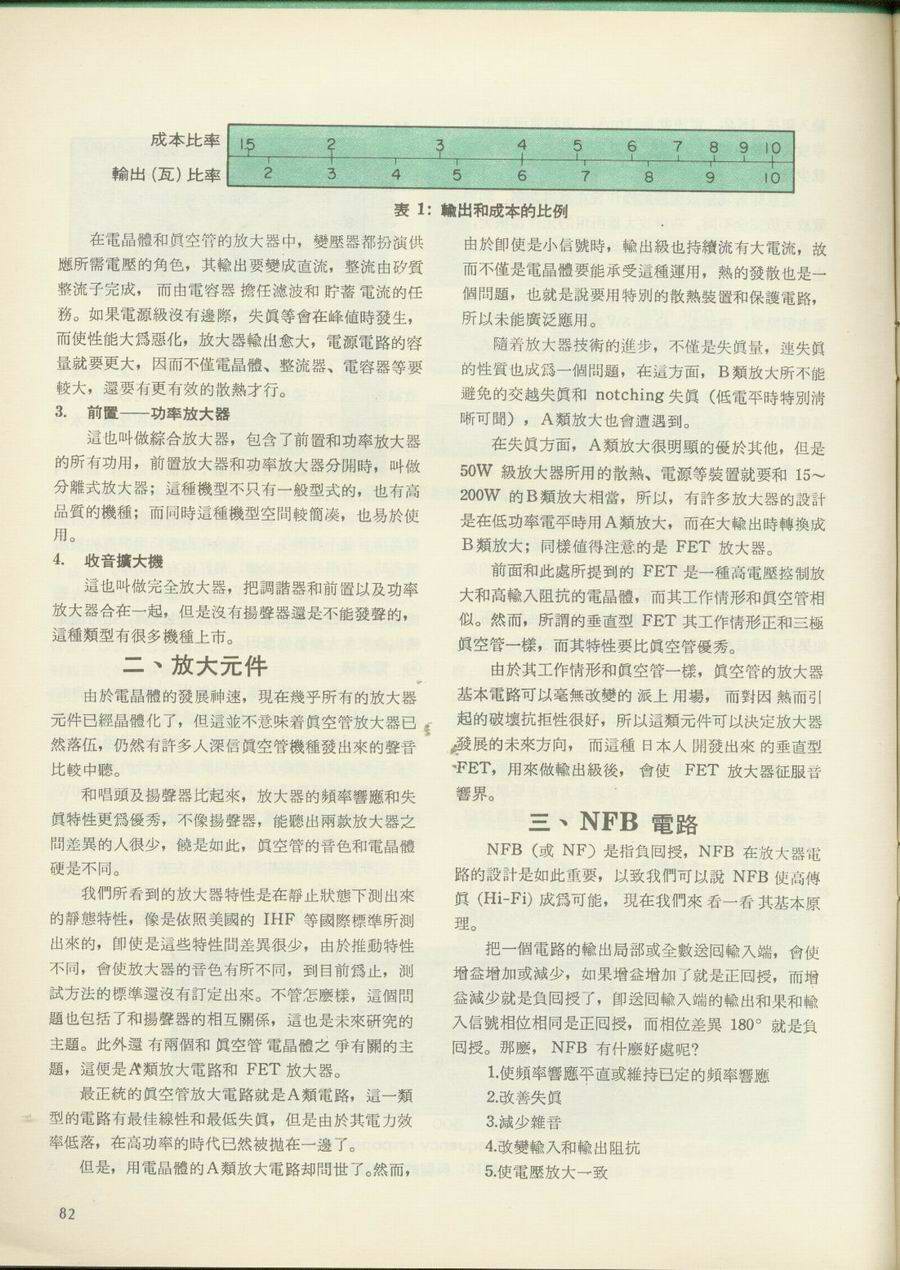 成本比率 1.5 2 3 4 5 6 7 8 9 10
輸出(瓦)比率 2 3 4 5 6 7 8 9 10
表 1：輸出和成本的比例
在電晶體和眞空管的放大器中，變壓器都扮演供
應所需電壓的角色，其輸出要變成直流，整流由矽質
整流子完成，而由電容器擔任濾波和貯蓄電流的任
務。如果電源級沒有邊際，失眞等會在峰値時發生，
而使性能大爲惡化，放大器輸出愈大，電源電路的容
量就要更大，因而不僅電晶體、整流器、電容器等要
較大，還要有更有效的散熱才行。
3. 前置——功率放大器
這也叫做綜合放大器，包含了前置和功率放大器
的所有功用，前置放大器和功率放大器分開時，叫做
分離式放大器；這種機型不只有一般型式的，也有高
品質的機種；而同時這種機型空間較簡凑，也易於使
用。
4. 收音擴大機
這也叫做完全放大器，把調諧器和前置以及功率
放大器合在一起，但是沒有揚聲器還是不能發聲的，
這種類型有很多機種上市。
二、放大元件
由於電晶體的發展神速，現在幾乎所有的放大器
元件已經晶體化了，但這並不意味着眞空管放大器已
然落伍，仍然有許多人深信眞空管機種發出來的聲音
比較中聽。
和唱頭及揚聲器比起來，放大器的頻率響應和失
眞特性更爲優秀，不像揚聲器，能聽出兩款放大器之
間差異的人很少，饒是如此，眞空管的音色和電晶體
硬是不同。
我們所看到的放大器特性是在靜止狀態下測出來
的靜態特性，像是依照美國的 IHF 等國際標準所測
出來的，卽使是這些特性間差異很少，由於推動特性
不同，會使放大器的音色有所不同，到目前爲止，測
試方法的標準還沒有訂定出來。不管怎麼樣，這個問
題也包括了和揚聲器的相互關係，這也是未來研究的
主題。此外還有兩個和眞空管電晶體之爭有關的主
題，這便是A類放大電路和 FET 放大器。
最正統的眞空管放大電路就是A類電路，這一類
型的電路有最佳線性和最低失眞，但是由於其電力效
率低落，在高功率的時代已然被抛在一邊了。
但是，用電晶體的A類放大電路却問世了。然而，
由於卽使是小信號時，輸出級也持續流有大電流，故
而不僅是電晶體要能承受這種運用，熱的發散也是一
個問題，也就是說要用特別的散熱裝置和保護電路，
所以未能廣泛應用。
隨着放大器技術的進步，不僅是失眞量，連失眞
的性質也成爲一個問題，在這方面，B類放大所不能
避免的交越失眞和 notching 失眞（低電平時特別淸
晰可聞），A類放大也會遭遇到。
在失眞方面，A類放大很明顯的優於其他，但是
50W 級放大器所用的散熱、電源等裝置就要和 15～
200W 的B類放大相當，所以，有許多放大器的設計
是在低功率電平時用A類放大，而在大輸出時轉換成
B類放大；同樣值得注意的是 FET 放大器。
前面和此處所提到的 FET 是一種高電壓控制放
大和高輸入阻抗的電晶體，而其工作情形和眞空管相
似。然而，所謂的垂直型 FET 其工作情形正和三極
眞空管一樣，而其特性要比眞空管優秀。
由於其工作情形和眞空管一樣，眞空管的放大器
基本電路可以毫無改變的派上用場，而對因熱而引
起的破壞抗拒性很好，所以這類元件可以決定放大器
發展的未來方向，而這種日本人開發出來的垂直型
FET，用來做輸出級後，會使 FET 放大器征服音
響界。
三、NFB 電路
NFB（或 NF）是指負囘授，NFB 在放大器電
路的設計是如此重要，以致我們可以說 NFB 使高傳
眞 (Hi-Fi) 成爲可能，現在我們來看一看其基本原
理。
把一個電路的輸出局部或全數送囘輸入端，會使
增益增加或減少，如果增益增加了就是正囘授，而增
益減少就是負囘授了，卽送囘輸入端的輸出和果和輸
入信號相位相同是正囘授，而相位差異 180° 就是負
囘授。那麼，NFB 有什麼好處呢？
1.使頻率響應平直或維持已定的頻率響應
2.改善失眞
3.減少雜音
4.改變輸入和輸出阻抗
5.使電壓放大一致
82